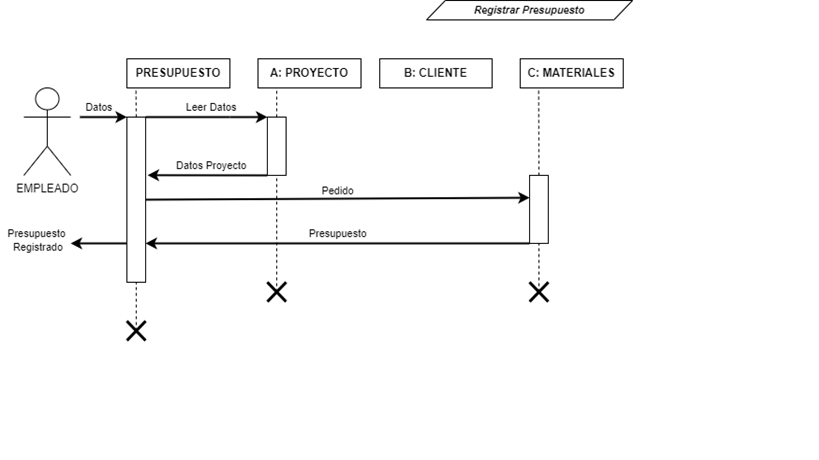 Registrar Presupuesto
PRESUPUESTO
A: PROYECTO
B: CLIENTE
C: MATERIALES
Datos
Leer Datos
Datos Proyecto
EMPLEADO
Pedido
Presupuesto
Registrado
Presupuesto